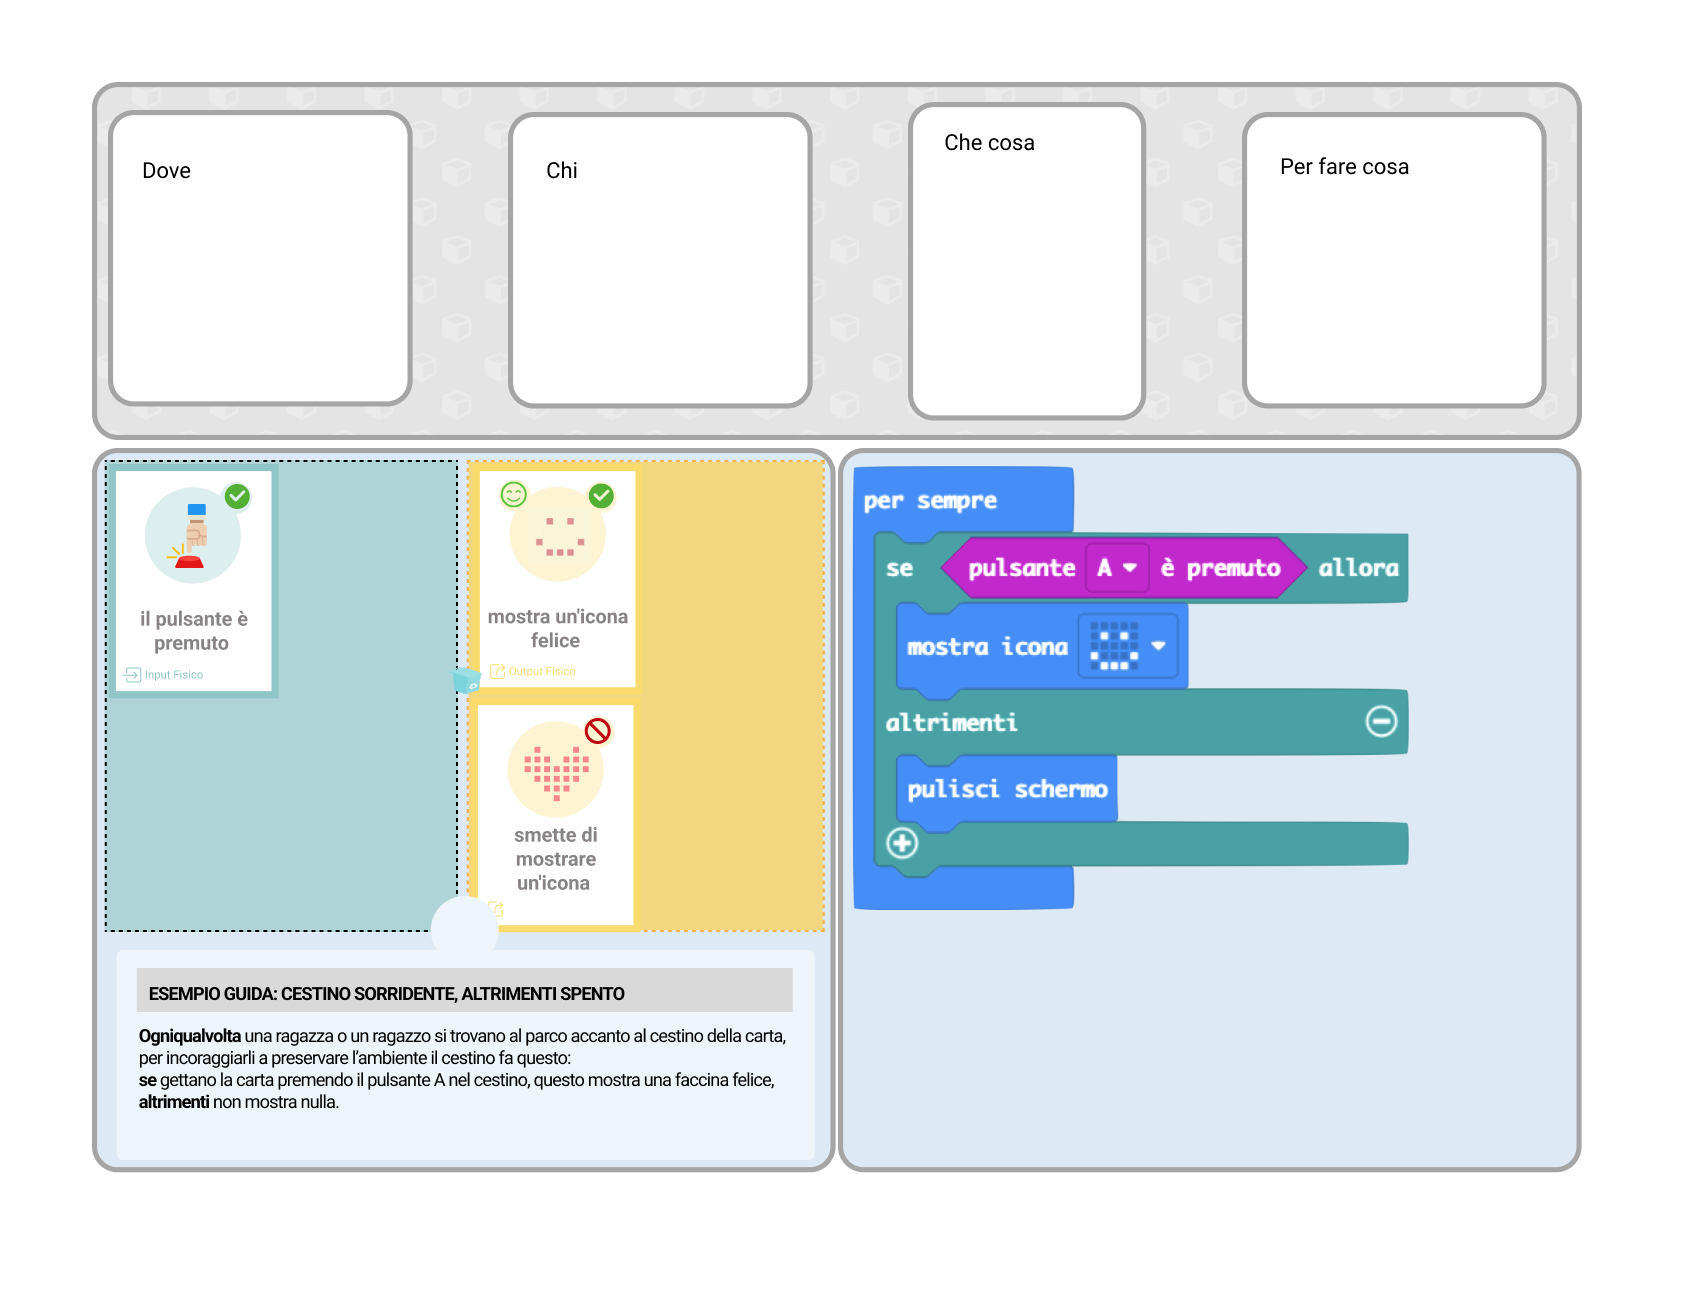 Dove
Chi
Che cosa
Per fare cosa
il pulsante è
premuto
Input Fisico
mostra un'icona
felice
Output Fisico
smette di
mostrare
un'icona
ESEMPIO GUIDA: CESTINO SORRIDENTE, ALTRIMENTI SPENTO
Ogniqualvolta una ragazza o un ragazzo si trovano al parco accanto al cestino della carta,
per incoraggiarli a preservare l’ambiente il cestino fa questo:
se gettano la carta premendo il pulsante A nel cestino, questo mostra una faccina felice,
altrimenti non mostra nulla.
per sempre
se pulsante A è premuto allora
mostra icona
altrimenti
pulisci schermo